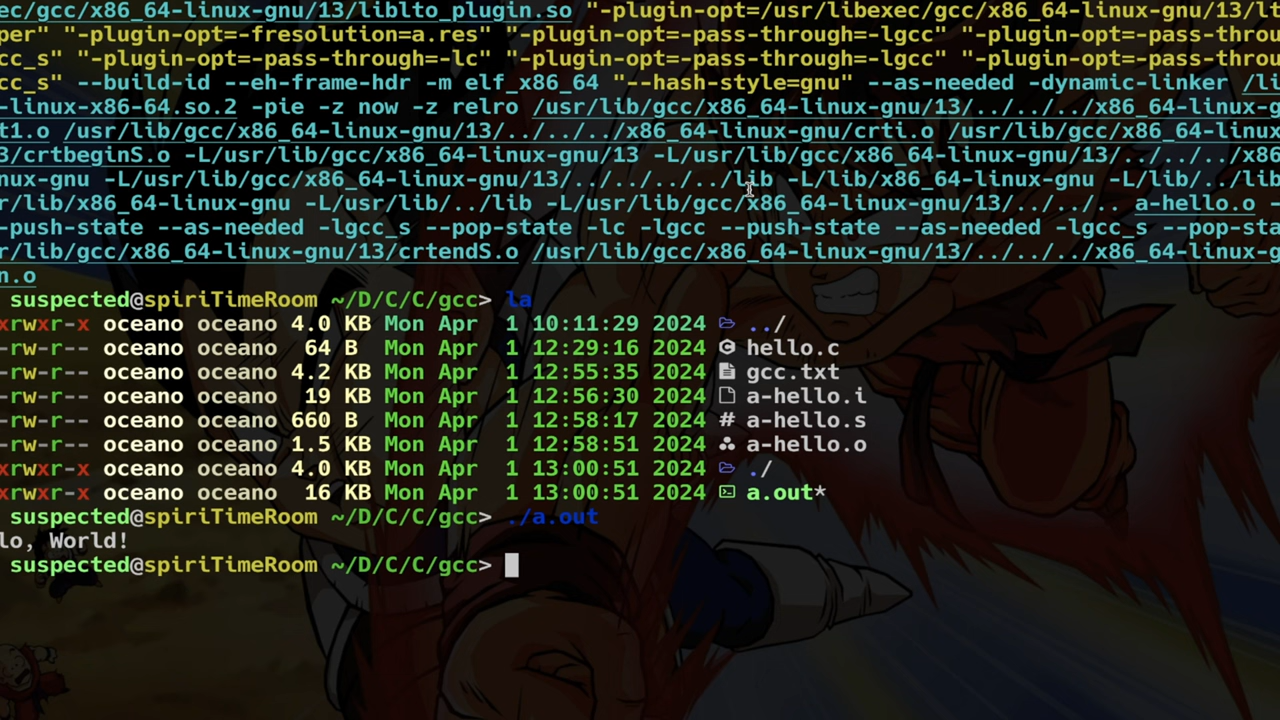 ec/gcc/x86_64-linux-gnu/13/liblto_plugin.so "-plugin-opt=/usr/libexec/gcc/x86_64-linux-gnu/13/lt
per" "-plugin-opt=-fresolution=a.res" "-plugin-opt=-pass-through=-lgcc" "-plugin-opt=-pass-throu
cc_s" "-plugin-opt=-pass-through=-lc" "-plugin-opt=-pass-through=-lgcc" "-plugin-opt=-pass-throu
cc_s" --build-id --eh-frame-hdr -m elf_x86_64 "--hash-style=gnu" --as-needed -dynamic-linker /li
-linux-x86-64.so.2 -pie -z now -z relro /usr/lib/gcc/x86_64-linux-gnu/13/../../../x86_64-linux-g
t1.o /usr/lib/gcc/x86_64-linux-gnu/13/../../../x86_64-linux-gnu/crti.o /usr/lib/gcc/x86_64-linux
3/crtbeginS.o -L/usr/lib/gcc/x86_64-linux-gnu/13 -L/usr/lib/gcc/x86_64-linux-gnu/13/../../../x86
nux-gnu -L/usr/lib/gcc/x86_64-linux-gnu/13/../../../../lib -L/lib/x86_64-linux-gnu -L/lib/../lib
r/lib/x86_64-linux-gnu -L/usr/lib/../lib -L/usr/lib/gcc/x86_64-linux-gnu/13/../../.. a-hello.o -
-push-state --as-needed -lgcc_s --pop-state -lc -lgcc --push-state --as-needed -lgcc_s --pop-sta
r/lib/gcc/x86_64-linux-gnu/13/crtendS.o /usr/lib/gcc/x86_64-linux-gnu/13/../../../x86_64-linux-g
n.o
suspected@spiriTimeRoom ~/D/C/C/gcc> la
xrwxr-x oceano oceano 4.0 KB Mon Apr  1 10:11:29 2024 ../
-rw-r-- oceano oceano  64 B  Mon Apr  1 12:29:16 2024 hello.c
-rw-r-- oceano oceano 4.2 KB Mon Apr  1 12:55:35 2024 gcc.txt
-rw-r-- oceano oceano  19 KB Mon Apr  1 12:56:30 2024 a-hello.i
-rw-r-- oceano oceano 660 B  Mon Apr  1 12:58:17 2024 # a-hello.s
-rw-r-- oceano oceano 1.5 KB Mon Apr  1 12:58:51 2024 a-hello.o
xrwxr-x oceano oceano 4.0 KB Mon Apr  1 13:00:51 2024 ./
xrwxr-x oceano oceano  16 KB Mon Apr  1 13:00:51 2024 a.out*
suspected@spiriTimeRoom ~/D/C/C/gcc> ./a.out
lo, World!
suspected@spiriTimeRoom ~/D/C/C/gcc>